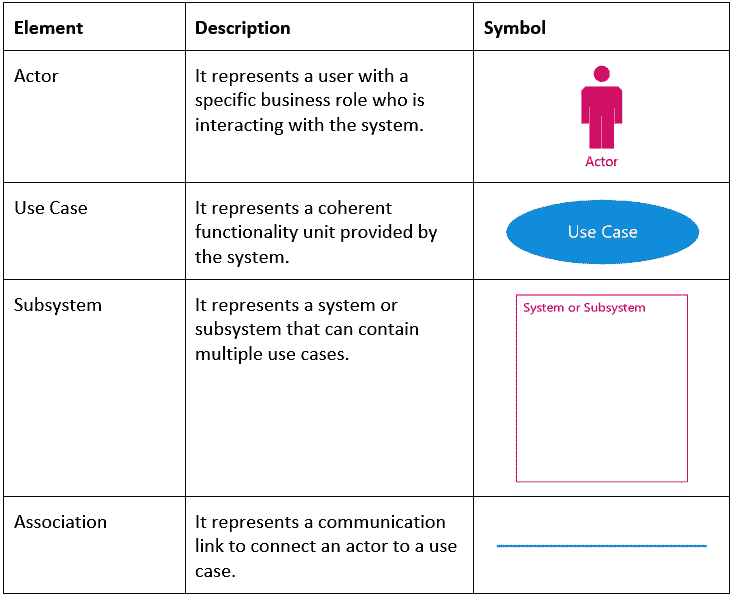 Element
Description
Symbol
Actor
It represents a user with a
specific business role who is
interacting with the system.
Actor
Use Case
It represents a coherent
functionality unit provided by
the system.
Use Case
Subsystem
It represents a system or
subsystem that can contain
multiple use cases.
System or Subsystem
Association
It represents a communication
link to connect an actor to a use
case.